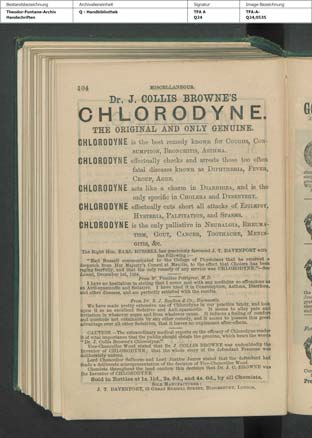 Bestandsbezeichnung Archivalieneinheit Signatur Image-Bezeichnung
Theodor-Fontane-Archiv Q - Handbibliothek TFA A TFA-A-
Handschriften Q24 Q24,0535
104 MISCELLANEOUS.
Dr. J. COLLIS BROWNE'S
CHLORODYNE.
THE ORIGINAL AND ONLY GENUINE.
CHLORODYNE is the best remedy known for COUGHS, CON-
SUMPTION, BRONCHITIS, ASTHMA.
CHLORODYNE effectually checks and arrests those too often
fatal diseases known as DIPHTHERIA, FEVER,
CROUP, AGUE.
CHLORODYNE acts like a charm in DIARRHŒA, and is the
only specific in CHOLERA and DYSENTERY.
CHLORODYNE effectually cuts short all attacks of EPILEPSY,
HYSTERIA, PALPITATION, and SPASMS.
CHLORODYNE is the only palliative in NEURALGIA, RHEUMA-
TISM, GOUT, CANCER, TOOTHACHE, MENIN-
GITIS, &c.
The Right Hon. EARL RUSSELL has graciously favoured J. T. DAVENPORT with
the following:—
"Earl Russell communicated to the College of Physicians that he received a
despatch from Her Majesty's Consul at Manilla, to the effect that Cholera has been
raging fearfully, and that the only remedy of any service was CHLORODYNE."—See
Lancet, December 1st, 1864.
From W. Vesalius Pettigrew, M.D.
I have no hesitation in stating that I never met with any medicine so efficacious as
an Anti-spasmodic and Sedative. I have used it in Consumption, Asthma, Diarrhœa,
and other diseases, and am perfectly satisfied with the results.
We have made pretty extensive use of Chlorodyne in our practice lately, and look
upon it as an excellent Sedative and Anti-spasmodic. It seems to allay pain and
irritation in whatever organ and from whatever cause. It induces a feeling of comfort
and quietude not obtainable by any other remedy, and it seems to possess this great
advantage over all other Sedatives, that it leaves no unpleasant after effects.
CAUTION.—The extraordinary medical reports on the efficacy of Chlorodyne render
it of vital importance that the public should obtain the genuine, which bears the words
"Dr. J. Collis Browne's Chlorodyne."
Vice-Chancellor Wood stated that Dr. J. COLLIS BROWNE was undoubtedly the
Inventor of CHLORODYNE; that the whole story of the defendant Freeman was
deliberately untrue.
Lord Chancellor Selborne and Lord Justice James stated that the defendant had
made a deliberate misrepresentation of the decision of Vice-Chancellor Wood.
Chemists throughout the land confirm this decision that Dr. J. C. BROWNE was
the Inventor of CHLORODYNE.
Sold in Bottles at 1s. 1½d., 2s. 9d., and 4s. 6d., by all Chemists.
SOLE MANUFACTURER:
J. T. DAVENPORT, 33 GREAT RUSSELL STREET, BLOOMSBURY, LONDON.